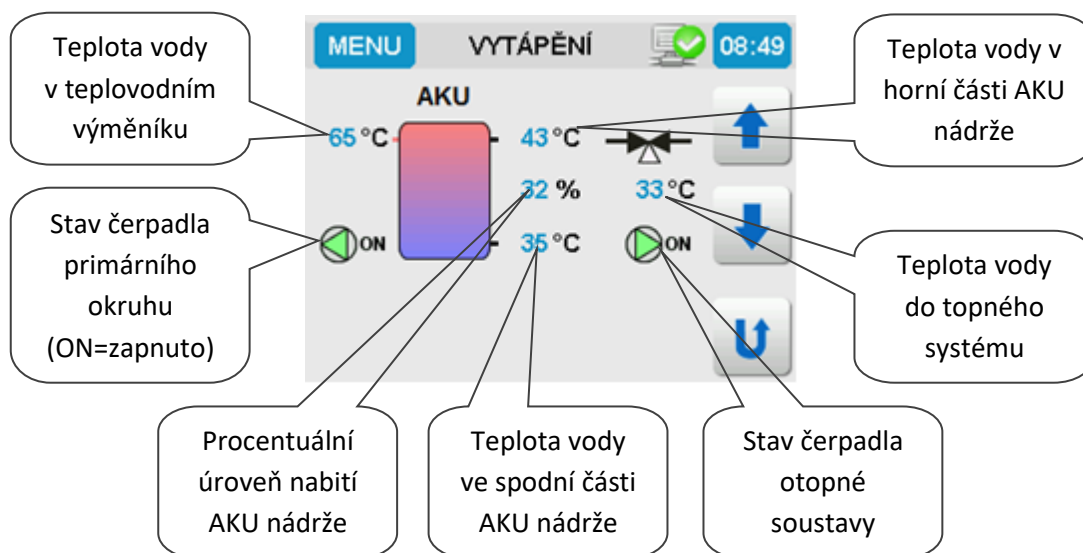 Teplota vody
v teplovodním
výměníku
MENU VYTÁPĚNÍ 08:49
Teplota vody v
horní části AKU
nádrže
AKU
65 °C
43 °C
32 %
33 °C
ON
35 °C
ON
Stav čerpadla
primárního
okruhu
(ON=zapnuto)
Teplota vody
do topného
systému
Procentuální
úroveň nabití
AKU nádrže
Teplota vody
ve spodní části
AKU nádrže
Stav čerpadla
otopné
soustavy